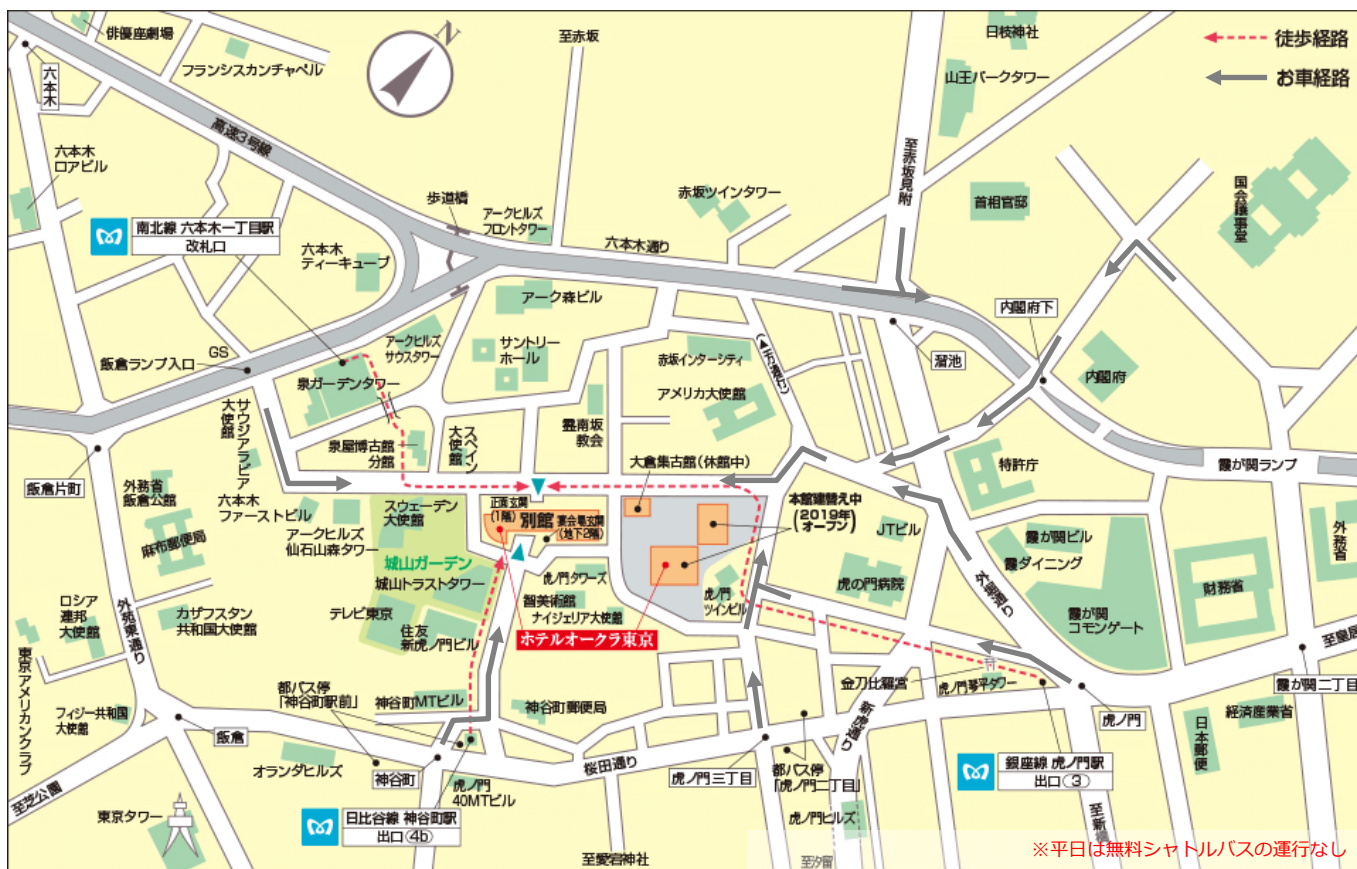 俳優座劇場
フランシスカンチャペル
N
至赤坂
日枝神社
山王パークタワー
徒歩経路
お車経路
六本木
高速3号線
六本木
ロアビル
南北線 六本木一丁目駅
改札口
歩道橋
アークヒルズ
フロントタワー
赤坂ツインタワー
至赤坂見附
首相官邸
国会議事堂
六本木
ティーキューブ
六本木通り
アーク森ビル
内閣府下
飯倉ランプ入口
GS
アークヒルズ
サウスタワー
サントリー
ホール
赤坂インターシティ
溜池
内閣府
泉ガーデンタワー
アメリカ大使館
サウジアラビア
大使館
泉屋博古館
分館
スペイン
大使館
霊南坂
教会
大倉集古館(休館中)
特許庁
霞が関ランプ
飯倉片町
外務省
飯倉公館
六本木
ファーストビル
スウェーデン
大使館
正面玄関
(1階)
別館
宴会場玄関
(地下2階)
本館建替え中
(2019年
オープン)
JTビル
霞が関ビル
霞ダイニング
外務省
麻布郵便局
アークヒルズ
仙石山森タワー
城山ガーデン
城山トラストタワー
虎ノ門タワーズ
虎ノ門
ツインビル
虎の門病院
外堀通り
財務省
ロシア
連邦
大使館
外苑東通り
カザフスタン
共和国大使館
テレビ東京
住友
新虎ノ門ビル
智美術館
ナイジェリア大使館
ホテルオークラ東京
霞が関
コモンゲート
至皇居
東京アメリカンクラブ
フィジー共和国
大使館
都バス停
「神谷町駅前」
神谷町MTビル
神谷町郵便局
金刀比羅宮
虎ノ門琴平タワー
虎ノ門
霞が関二丁目
経済産業省
飯倉
新虎通り
日本郵便
オランダヒルズ
神谷町
桜田通り
虎ノ門三丁目
都バス停
「虎ノ門二丁目」
銀座線 虎ノ門駅
出口③
至芝公園
虎ノ門
40MTビル
東京タワー
日比谷線 神谷町駅
出口4b
虎ノ門ヒルズ
至新橋
至愛宕神社
至汐留
※平日は無料シャトルバスの運行なし